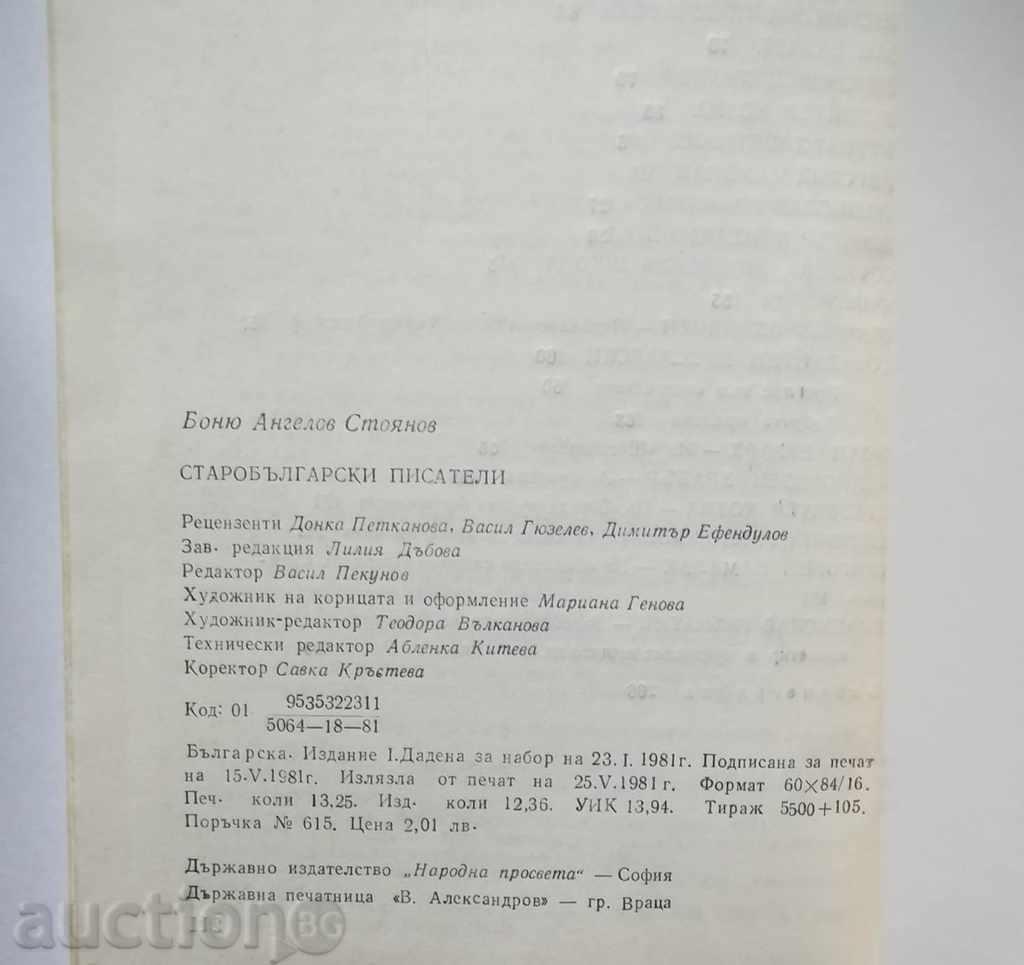 Боню Ангелов Стоянов
СТАРОБЪЛГАРСКИ ПИСАТЕЛИ
Рецензенти Донка Петканова, Васил Гюзелев, Димитър Ефендулов
Зав. редакция Лилия Дъбова
Редактор Васил Пекунов
Художник на корицата и оформление Мариана Генова
Художник-редактор Теодора Вълканова
Технически редактор Абленка Китева
Коректор Савка Кръстева
Код: 01 9535322311
5064—18—81
Българска. Издание I. Дадена за набор на 23. I. 1981 г. Подписана за печат
на 15.V.1981г. Излязла от печат на 25.V.1981 г. Формат 60×84/16.
Печ. коли 13,25. Изд. коли 12,36. УИК 13,94. Тираж 5500+105.
Поръчка № 615. Цена 2,01 лв.
Държавно издателство „Народна просвета“ — София
Държавна печатница «В. Александров» — гр. Враца
auction BG